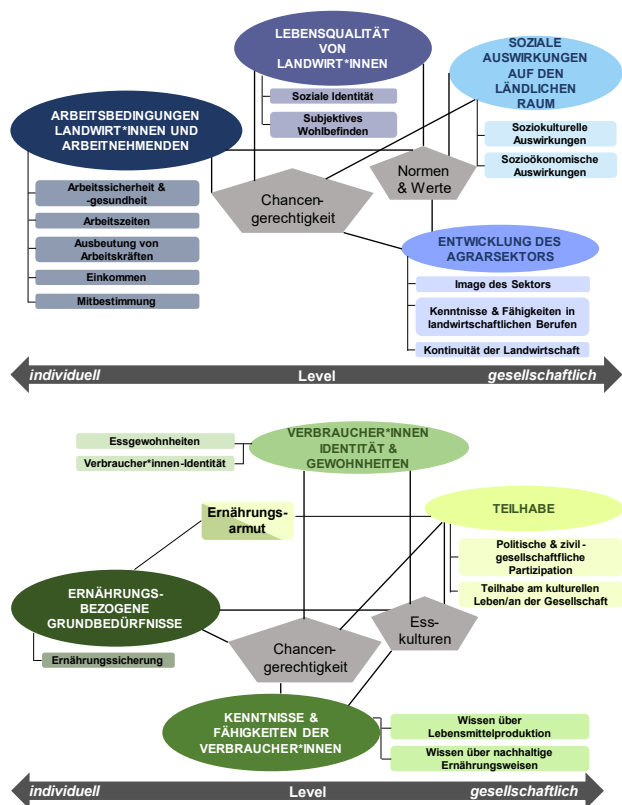 LEBENSQUALITÄT
VON
LANDWIRT*INNEN
Soziale Identität
Subjektives
Wohlbefinden
SOZIALE
AUSWIRKUNGEN
AUF DEN
LÄNDLICHEN
RAUM
Soziokulturelle
Auswirkungen
Sozioökonomische
Auswirkungen
ARBEITSBEDINGUNGEN
LANDWIRT*INNEN UND
ARBEITNEHMENDEN
Arbeitssicherheit &
-gesundheit
Arbeitszeiten
Ausbeutung von
Arbeitskräften
Einkommen
Mitbestimmung
Chancen-
gerechtigkeit
Normen
& Werte
ENTWICKLUNG DES
AGRARSEKTORS
Image des Sektors
Kenntnisse & Fähigkeiten in
landwirtschaftlichen Berufen
Kontinuität der Landwirtschaft
individuell Level gesellschaftlich
VERBRAUCHER*INNEN
IDENTITÄT &
GEWOHNHEITEN
Essgewohnheiten
Verbraucher*innen-Identität
Ernährungs-
armut
TEILHABE
Politische & zivil -
gesellschaftfliche
Partizipation
Teilhabe am kulturellen
Leben/an der Gesellschaft
ERNÄHRUNGS-
BEZOGENE
GRUNDBEDÜRFNISSE
Ernährungssicherung
Chancen-
gerechtigkeit
Ess-
kulturen
KENNTNISSE &
FÄHIGKEITEN DER
VERBRAUCHER*INNEN
Wissen über
Lebensmittelproduktion
Wissen über nachhaltige
Ernährungsweisen
individuell Level gesellschaftlich